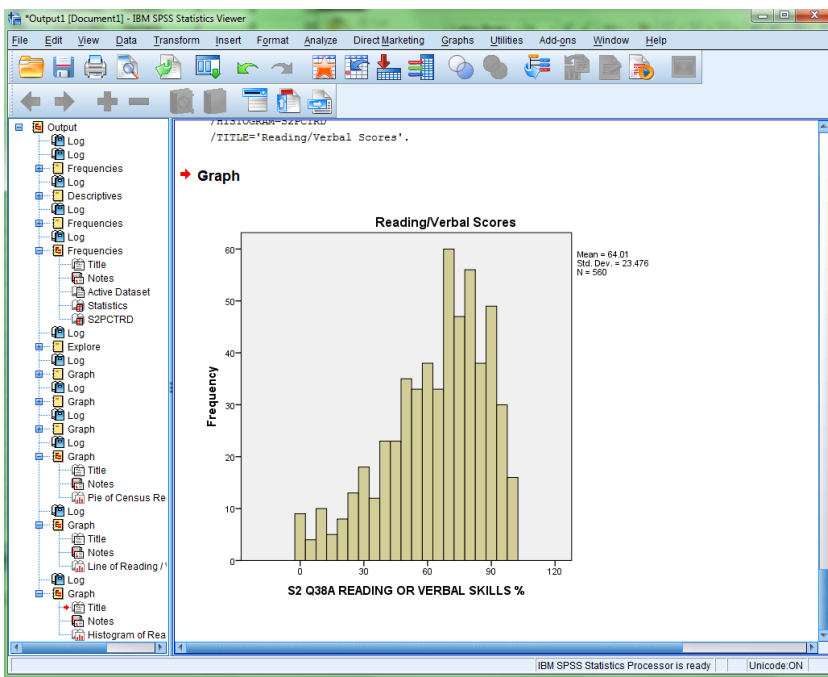 *Output1 [Document1] - IBM SPSS Statistics Viewer
File Edit View Data Transform Insert Format Analyze Direct Marketing Graphs Utilities Add-ons Window Help
Output
Log
Log
Frequencies
Log
Descriptives
Log
Frequencies
Log
Frequencies
Title
Notes
Active Dataset
Statistics
S2PCTRD
Log
Explore
Log
Graph
Log
Graph
Log
Graph
Log
Graph
Title
Notes
Pie of Census Re
Log
Graph
Title
Notes
Line of Reading / 
Log
Graph
Title
Notes
Histogram of Rea
/HISTOGRAM=S2PCTRD
/TITLE='Reading/Verbal Scores'.
Graph
Reading/Verbal Scores
Mean = 64.01
Std. Dev. = 23.476
N = 560
Frequency
60
50
40
30
20
10
0
0 30 60 90 120
S2 Q38A READING OR VERBAL SKILLS %
IBM SPSS Statistics Processor is ready Unicode:ON